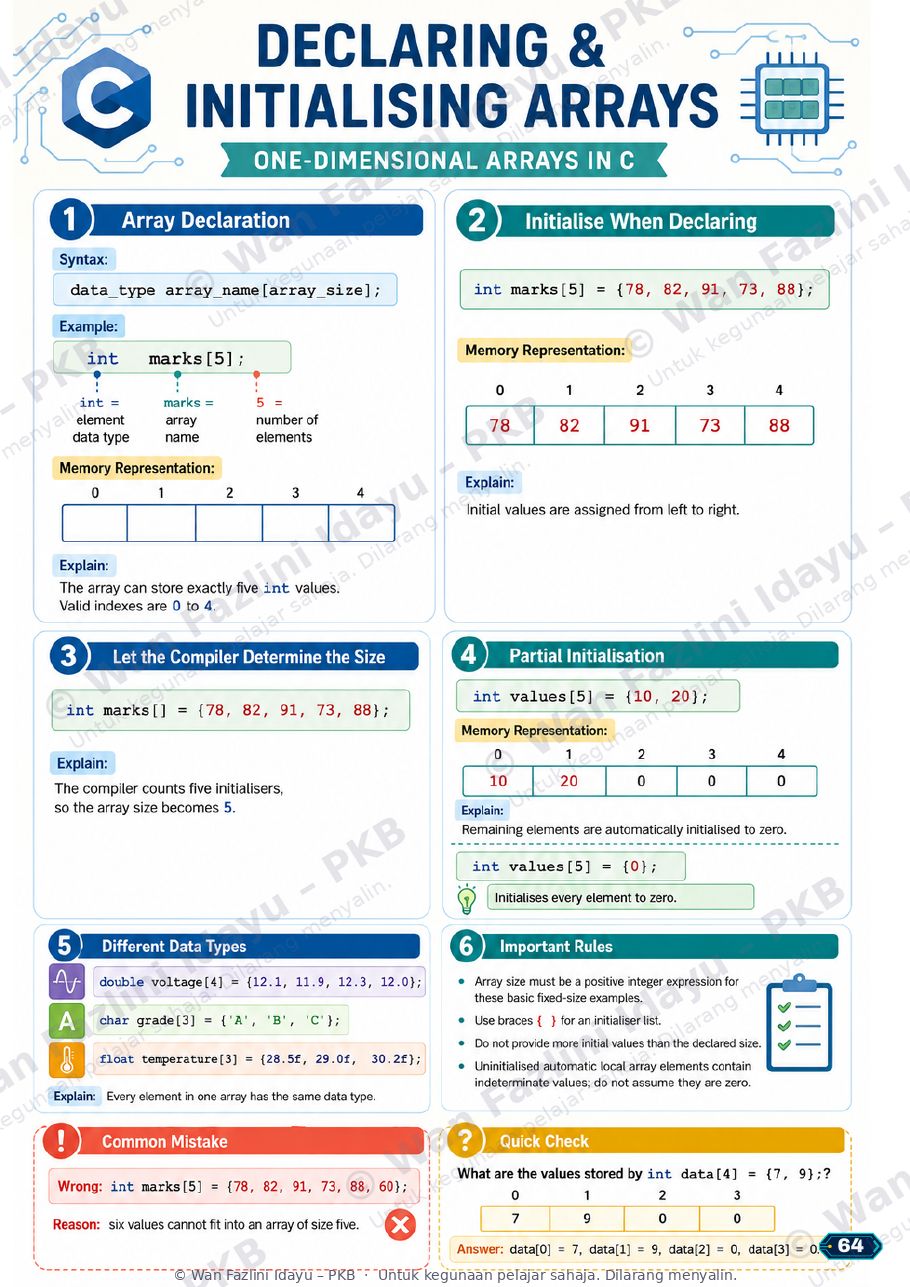 C
DECLARING &
INITIALISING ARRAYS
ONE-DIMENSIONAL ARRAYS IN C
1 Array Declaration
Syntax:
data_type array_name[array_size];
Example:
int marks[5];
int = marks = 5 =
element array number of
data type name elements
Memory Representation:
0 1 2 3 4
Explain:
The array can store exactly five int values.
Valid indexes are 0 to 4.
2 Initialise When Declaring
int marks[5] = {78, 82, 91, 73, 88};
Memory Representation:
0 1 2 3 4
78 82 91 73 88
Explain:
Initial values are assigned from left to right.
3 Let the Compiler Determine the Size
int marks[] = {78, 82, 91, 73, 88};
Explain:
The compiler counts five initialisers,
so the array size becomes 5.
4 Partial Initialisation
int values[5] = {10, 20};
Memory Representation:
0 1 2 3 4
10 20 0 0 0
Explain:
Remaining elements are automatically initialised to zero.
int values[5] = {0};
Initialises every element to zero.
5 Different Data Types
double voltage[4] = {12.1, 11.9, 12.3, 12.0};
A char grade[3] = {'A', 'B', 'C'};
float temperature[3] = {28.5f, 29.0f, 30.2f};
Explain: Every element in one array has the same data type.
6 Important Rules
• Array size must be a positive integer expression for
these basic fixed-size examples.
• Use braces { } for an initialiser list.
• Do not provide more initial values than the declared size.
• Uninitialised automatic local array elements contain
indeterminate values; do not assume they are zero.
! Common Mistake
Wrong: int marks[5] = {78, 82, 91, 73, 88, 60};
Reason: six values cannot fit into an array of size five.
? Quick Check
What are the values stored by int data[4] = {7, 9};?
0 1 2 3
7 9 0 0
Answer: data[0] = 7, data[1] = 9, data[2] = 0, data[3] = 0.
64
© Wan Fazlini Idayu – PKB
Untuk kegunaan pelajar sahaja. Dilarang menyalin.
© Wan Fazlini Idayu – PKB · Untuk kegunaan pelajar sahaja. Dilarang menyalin.